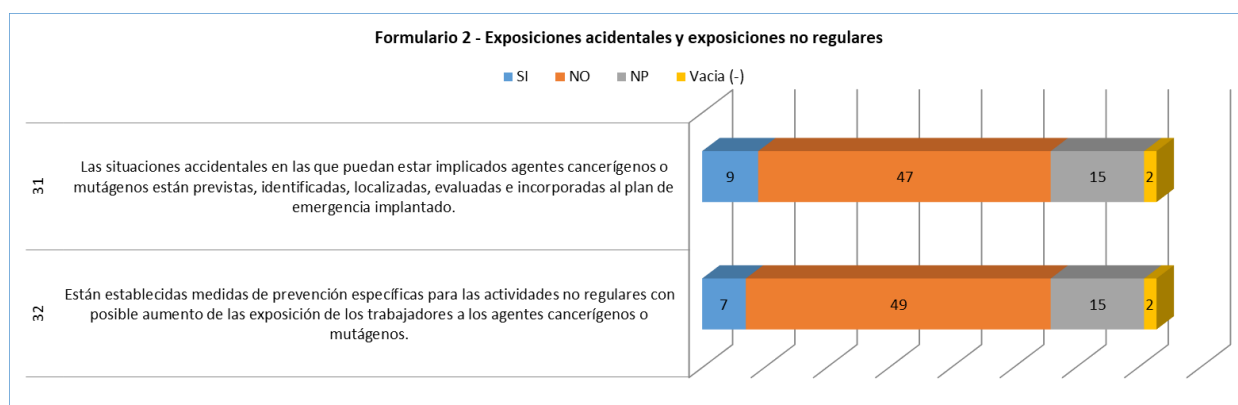 Formulario 2 - Exposiciones acidentales y exposiciones no regulares
SI NO NP Vacia (-)
31
Las situaciones accidentales en las que puedan estar implicados agentes cancerígenos o
mutágenos están previstas, identificadas, localizadas, evaluadas e incorporadas al plan de
emergencia implantado.
9 47 15 2
32
Están establecidas medidas de prevención específicas para las actividades no regulares con
posible aumento de las exposición de los trabajadores a los agentes cancerígenos o
mutágenos.
7 49 15 2